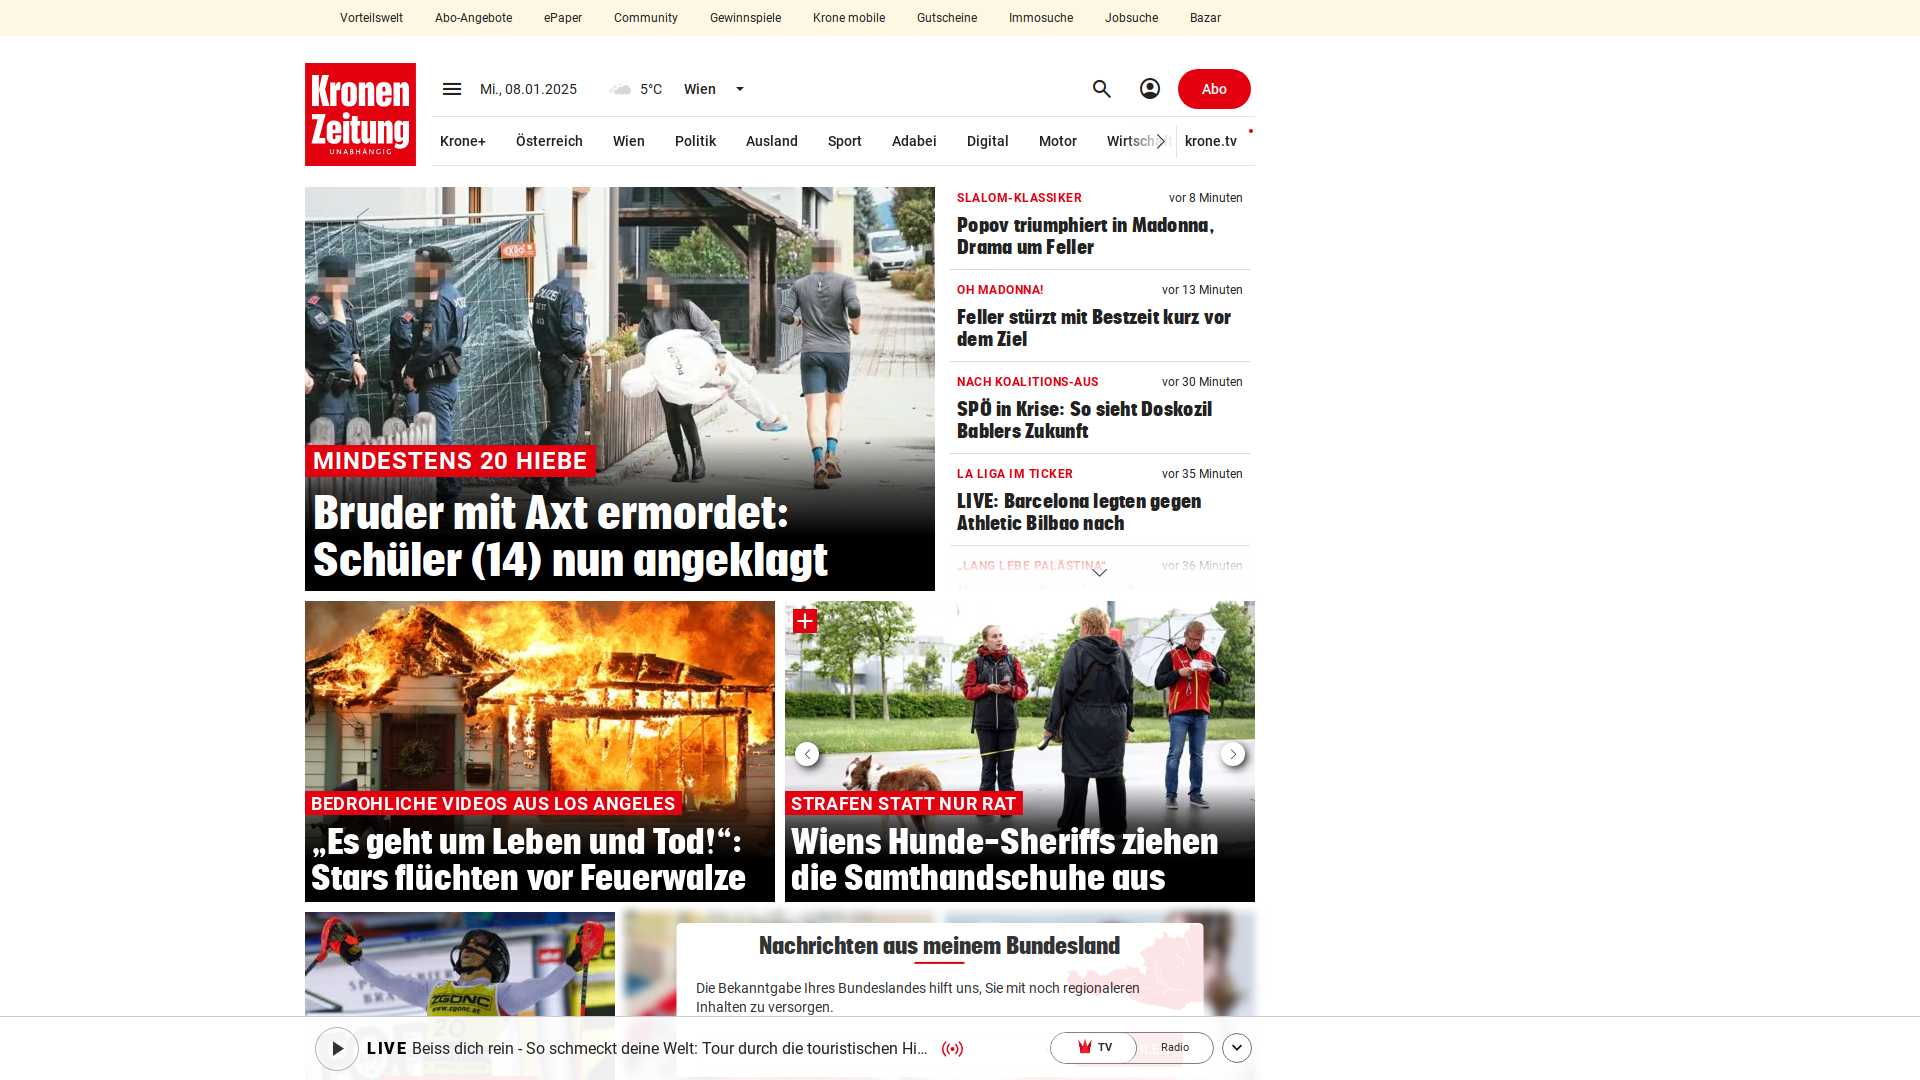 Vorteilswelt Abo-Angebote ePaper Community Gewinnspiele Krone mobile Gutscheine Immosuche Jobsuche Bazar
Kronen
Zeitung
UNABHÄNGIG
Mi., 08.01.2025 5°C Wien Abo
Krone+ Österreich Wien Politik Ausland Sport Adabei Digital Motor Wirtschaft krone.tv
POLIZEI
MINDESTENS 20 HIEBE
Bruder mit Axt ermordet:
Schüler (14) nun angeklagt
SLALOM-KLASSIKER vor 8 Minuten
Popov triumphiert in Madonna,
Drama um Feller
OH MADONNA! vor 13 Minuten
Feller stürzt mit Bestzeit kurz vor
dem Ziel
NACH KOALITIONS-AUS vor 30 Minuten
SPÖ in Krise: So sieht Doskozil
Bablers Zukunft
LA LIGA IM TICKER vor 35 Minuten
LIVE: Barcelona legten gegen
Athletic Bilbao nach
„LANG LEBE PALÄSTINA“ vor 36 Minuten
BEDROHLICHE VIDEOS AUS LOS ANGELES
„Es geht um Leben und Tod!“:
Stars flüchten vor Feuerwalze
STRAFEN STATT NUR RAT
Wiens Hunde-Sheriffs ziehen
die Samthandschuhe aus
ZGONC
www.zgonc.at
Nachrichten aus meinem Bundesland
Die Bekanntgabe Ihres Bundeslandes hilft uns, Sie mit noch regionaleren
Inhalten zu versorgen.
LIVE Beiss dich rein - So schmeckt deine Welt: Tour durch die touristischen Hi... TV Radio